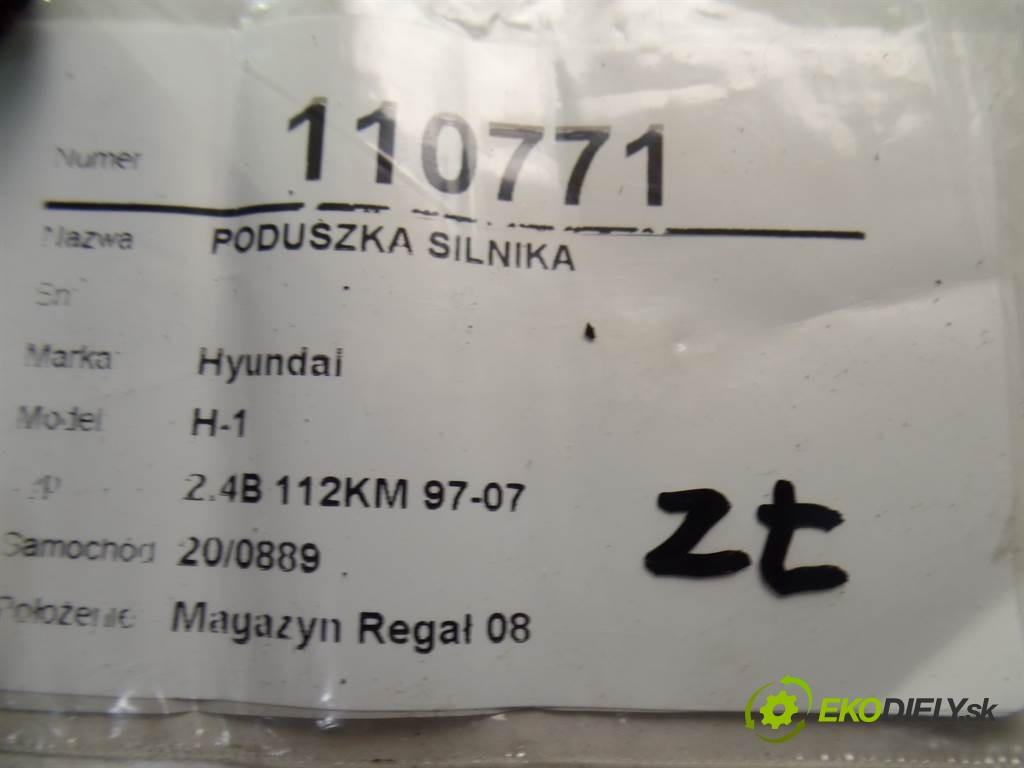 Numer 110771
Nazwa PODUSZKA SILNIKA
Sn
Marka Hyundai
Model H-1
2.4B 112KM 97-07
zt
Samochód 20/0889
Położenie Magazyn Regał 08
EKODIELY.sk